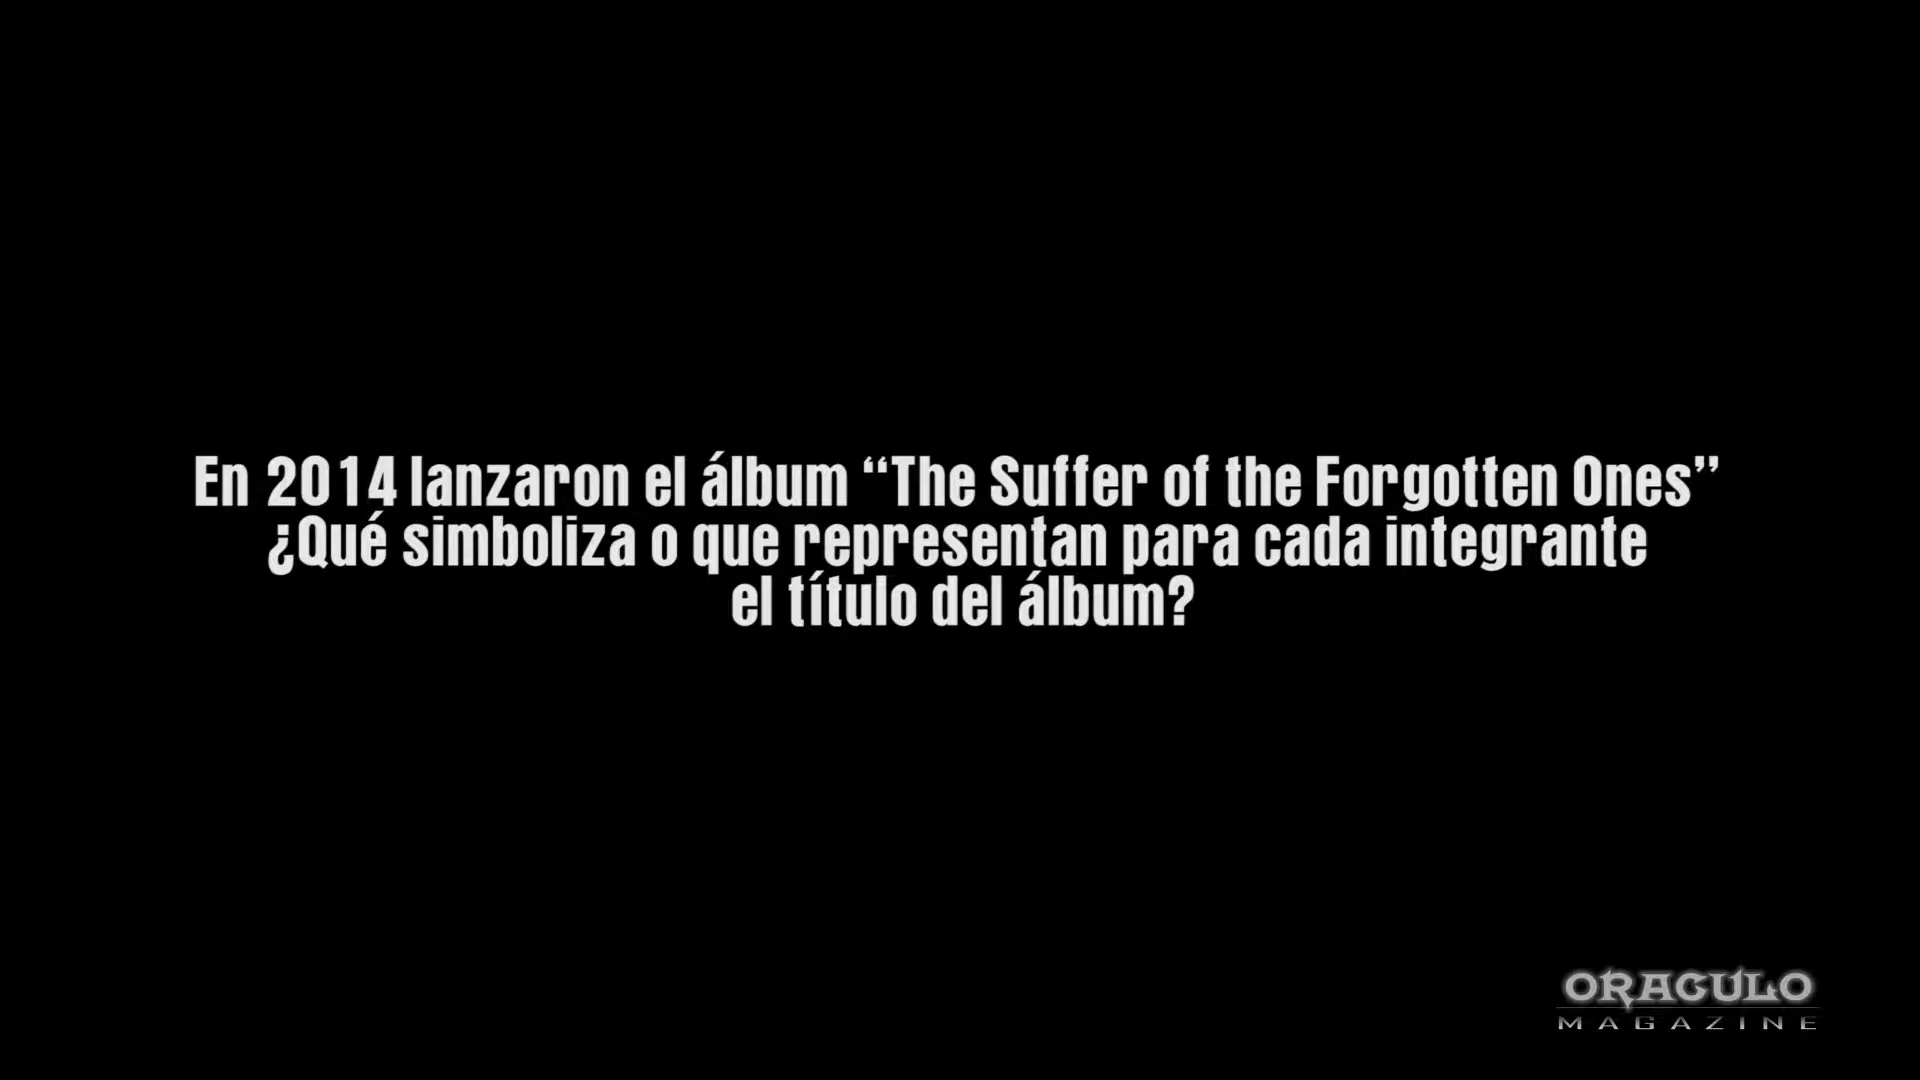 En 2014 lanzaron el álbum “The Suffer of the Forgotten Ones”
¿Qué simboliza o que representan para cada integrante
el título del álbum?
ORACULO
MAGAZINE